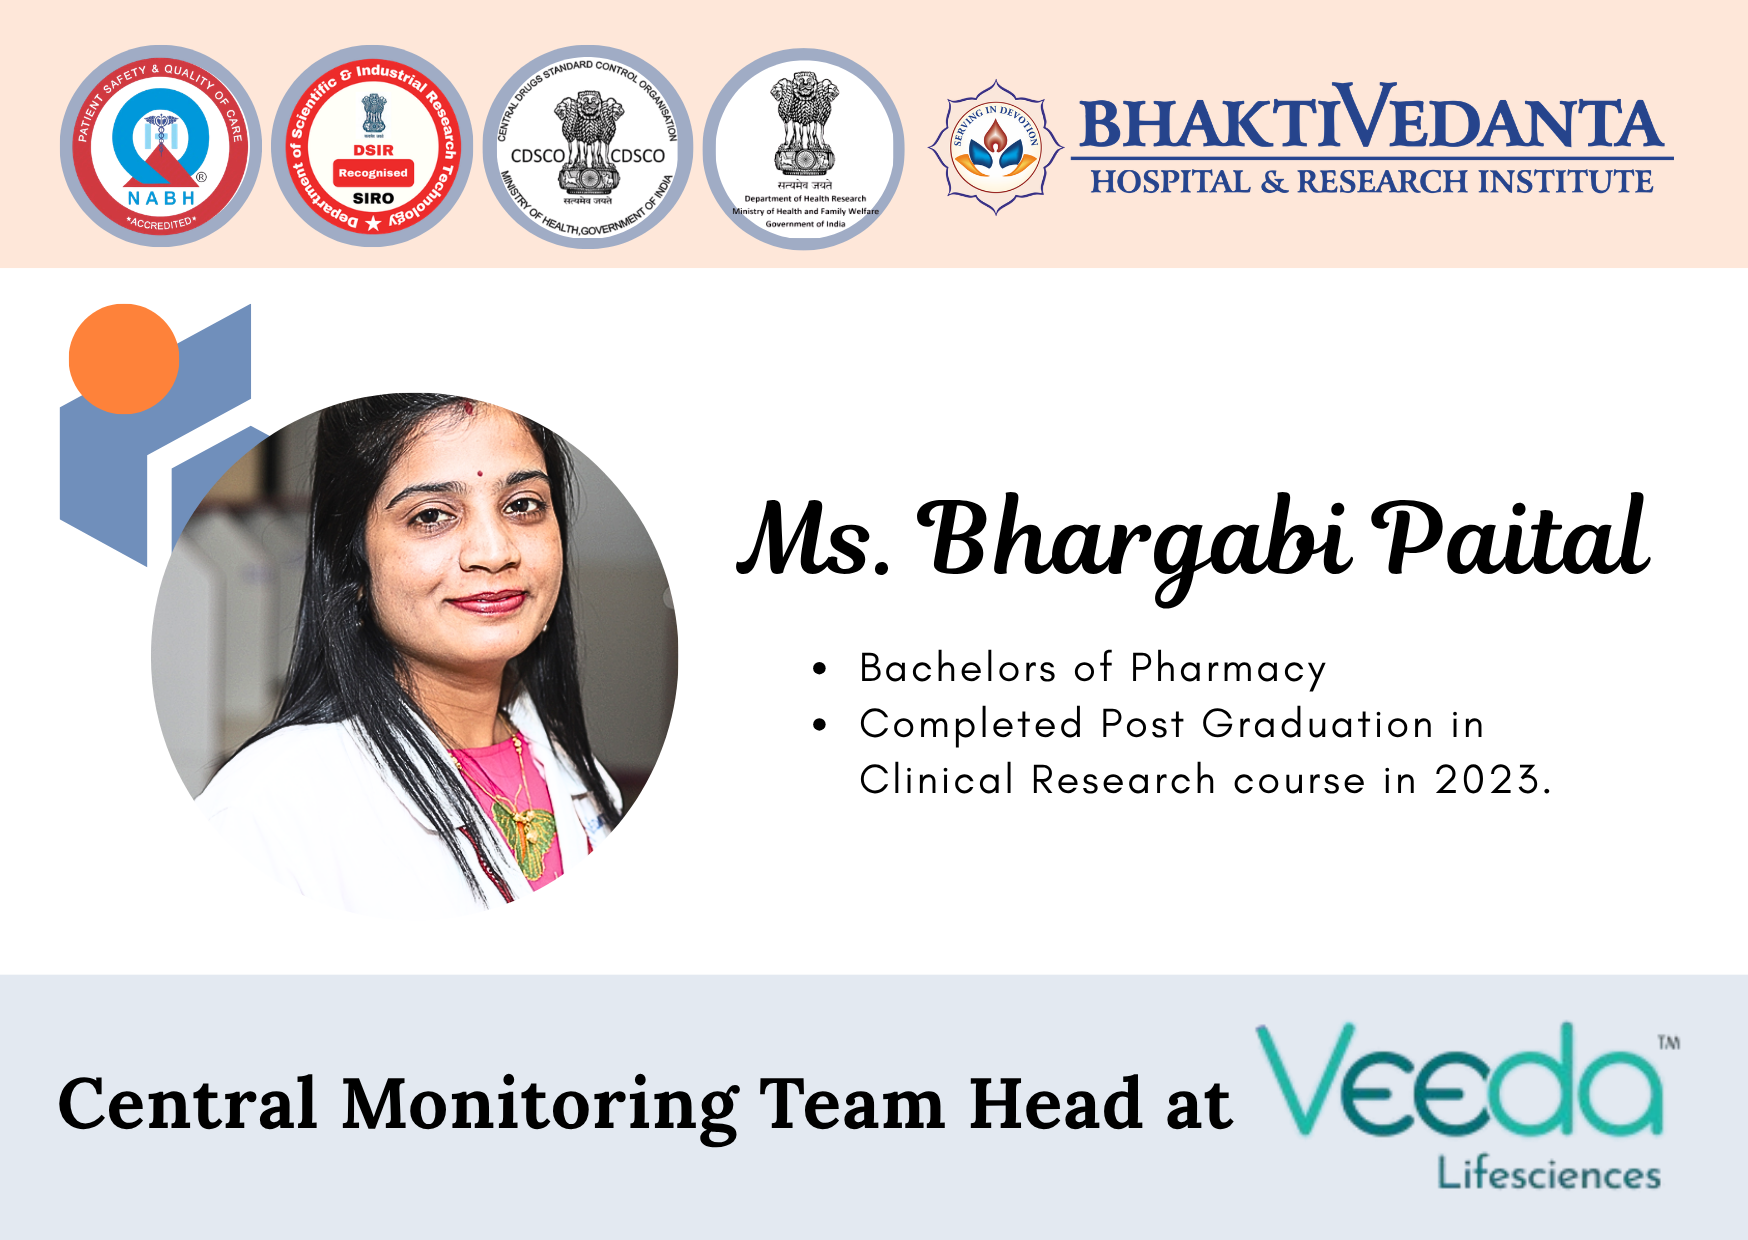 PATIENT SAFETY & QUALITY OF CARE
NABH
®
*ACCREDITED*
Department of Scientific & Industrial Research Technology
सत्यमेव जयते
DSIR
Recognised
SIRO
CENTRAL DRUGS STANDARD CONTROL ORGANISATION
CDSCO CDSCO
सत्यमेव जयते
MINISTRY OF HEALTH,GOVERNMENT OF INDIA
सत्यमेव जयते
Department of Health Research
Ministry of Health and Family Welfare
Government of India
SERVING IN DEVOTION
BHAKTIVEDANTA
HOSPITAL & RESEARCH INSTITUTE
Ms. Bhargabi Paital
• Bachelors of Pharmacy
• Completed Post Graduation in
Clinical Research course in 2023.
Central Monitoring Team Head at
Veeda™
Lifesciences